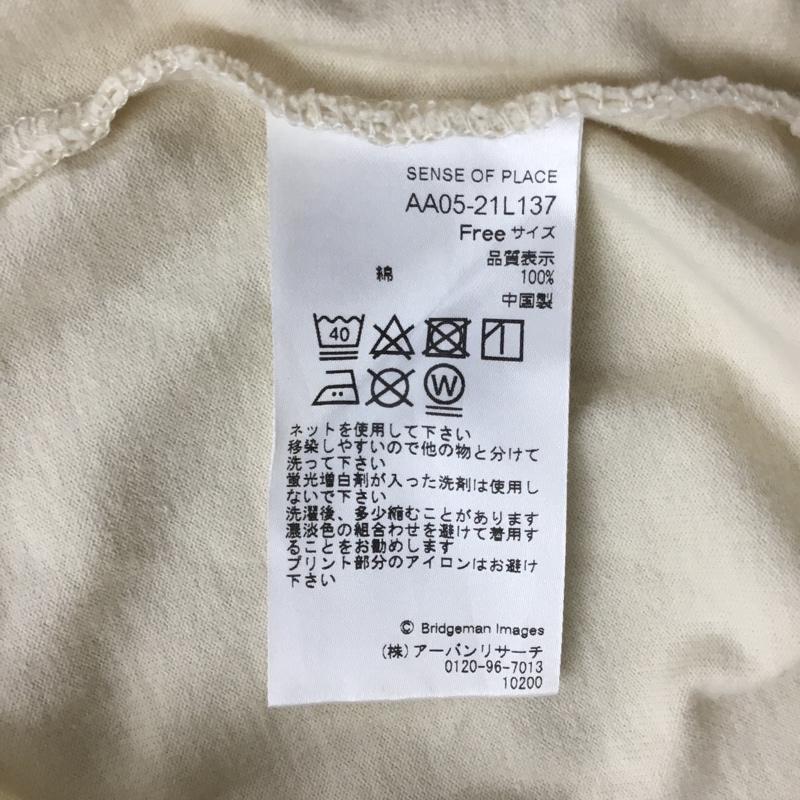 SENSE OF PLACE
AA05-21L137
Free サイズ
品質表示
綿 100%
中国製
40
W
ネットを使用して下さい
移染しやすいので他の物と分けて
洗って下さい
蛍光増白剤が入った洗剤は使用し
ないで下さい
洗濯後、多少縮むことがあります
濃淡色の組合わせを避けて着用す
ることをお勧めします
プリント部分のアイロンはお避け
下さい
© Bridgeman Images
(株)アーバンリサーチ
0120-96-7013
10200